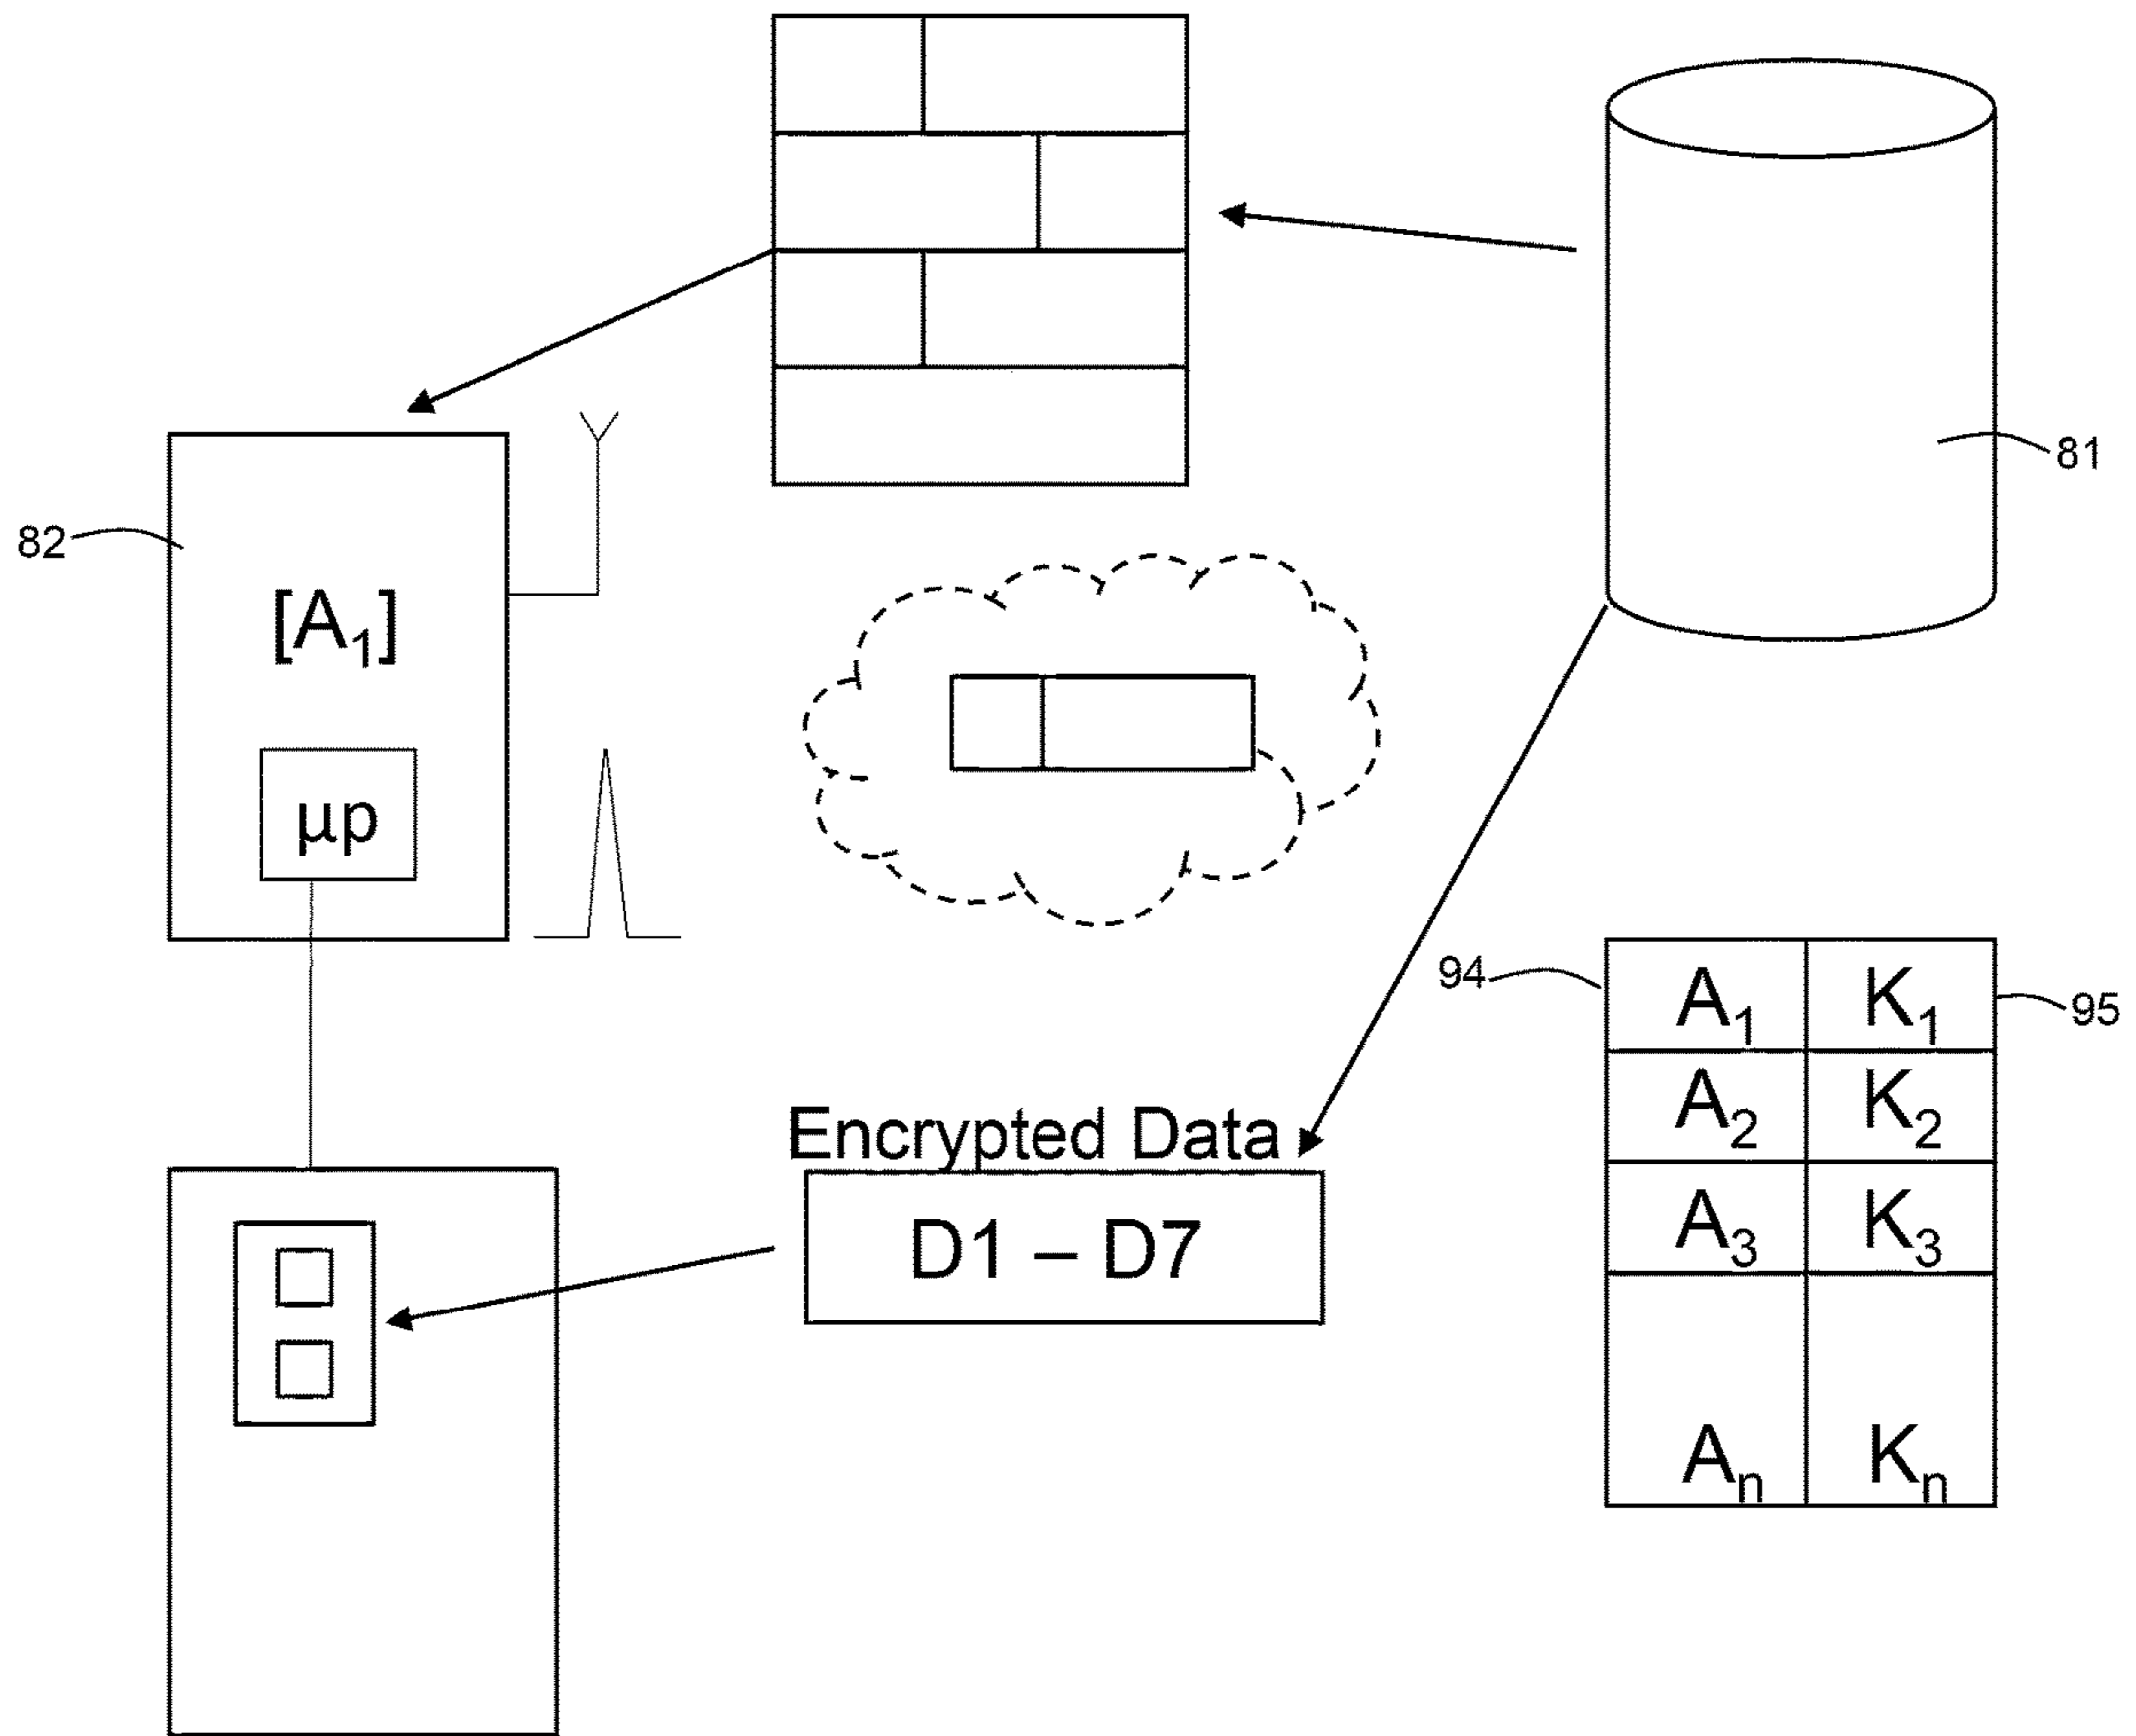 81
82
[A₁]
µp
94
A₁ K₁
95
A₂ K₂
A₃ K₃
Aₙ Kₙ
Encrypted Data
D1 – D7